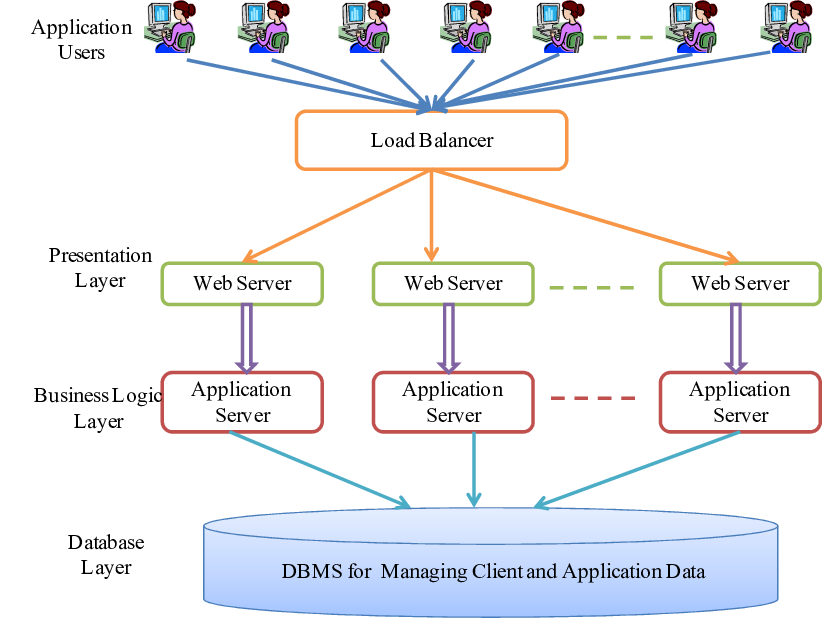 Application
Users
Load Balancer
Presentation
Layer
Web Server
Web Server
Web Server
Business Logic
Layer
Application
Server
Application
Server
Application
Server
Database
Layer
DBMS for Managing Client and Application Data